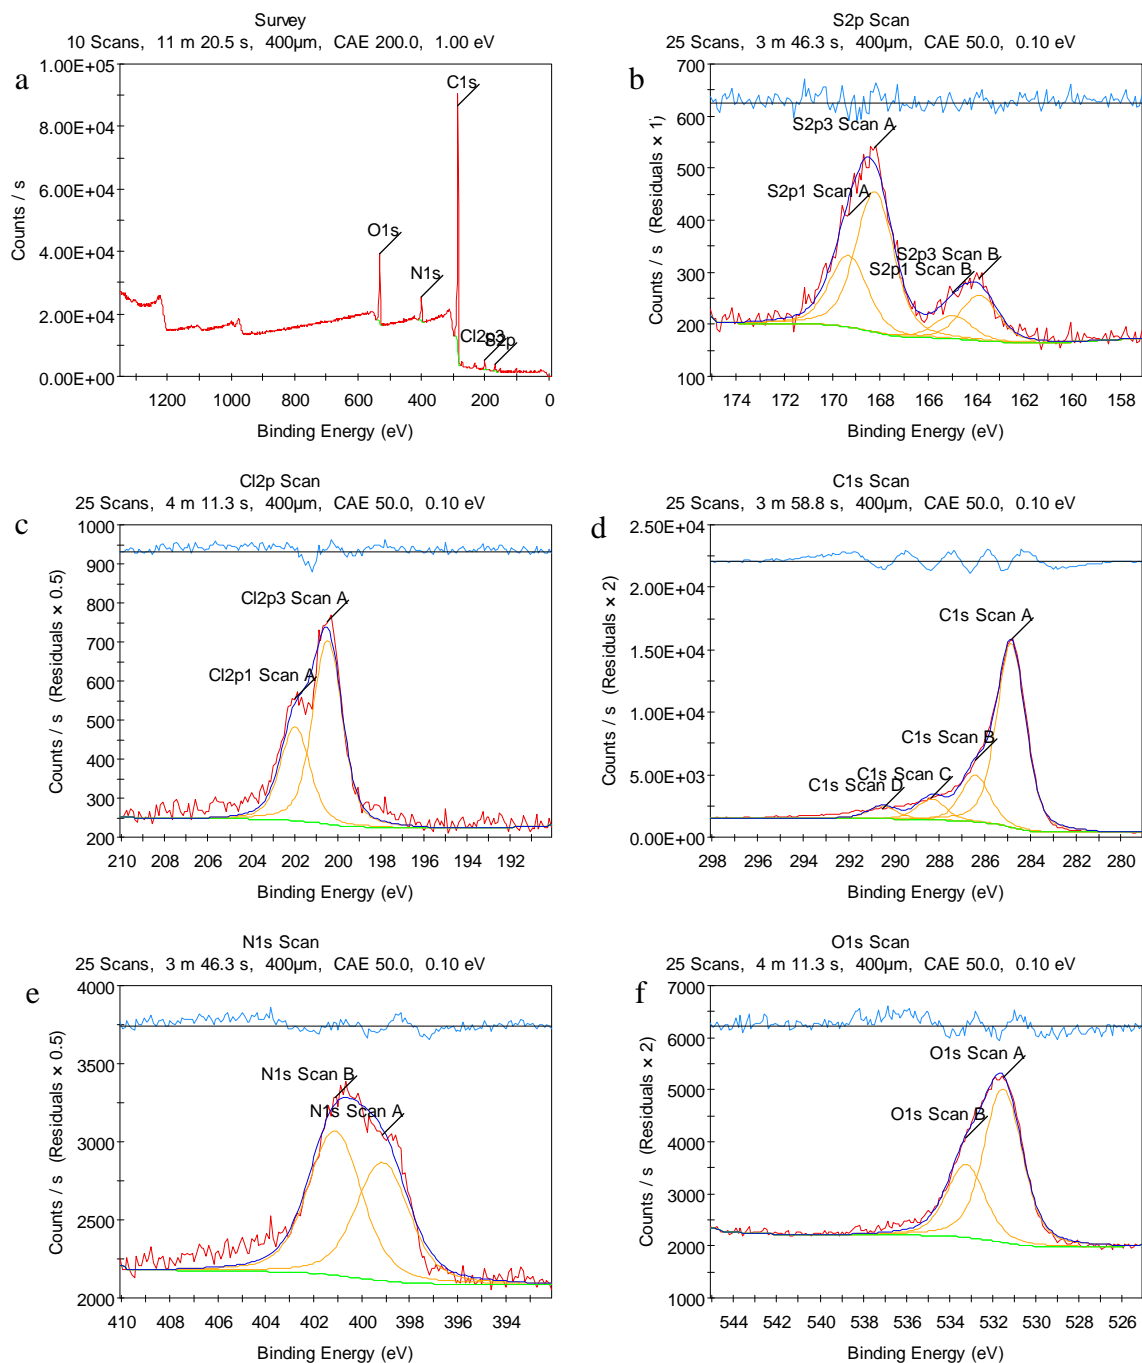 Survey
10 Scans, 11 m 20.5 s, 400µm, CAE 200.0, 1.00 eV
a
1.00E+05
8.00E+04
6.00E+04
4.00E+04
2.00E+04
0.00E+00
Counts / s
C1s
O1s
N1s
Cl2p3
S2p
1200 1000 800 600 400 200 0
Binding Energy (eV)
S2p Scan
25 Scans, 3 m 46.3 s, 400µm, CAE 50.0, 0.10 eV
b
700
600
500
400
300
200
100
Counts / s (Residuals × 1)
S2p3 Scan A
S2p1 Scan A
S2p3 Scan B
S2p1 Scan B
174 172 170 168 166 164 162 160 158
Binding Energy (eV)
Cl2p Scan
25 Scans, 4 m 11.3 s, 400µm, CAE 50.0, 0.10 eV
c
1000
900
800
700
600
500
400
300
200
Counts / s (Residuals × 0.5)
Cl2p3 Scan A
Cl2p1 Scan A
210 208 206 204 202 200 198 196 194 192
Binding Energy (eV)
C1s Scan
25 Scans, 3 m 58.8 s, 400µm, CAE 50.0, 0.10 eV
d
2.50E+04
2.00E+04
1.50E+04
1.00E+04
5.00E+03
0.00E+00
Counts / s (Residuals × 2)
C1s Scan A
C1s Scan B
C1s Scan C
C1s Scan D
298 296 294 292 290 288 286 284 282 280
Binding Energy (eV)
N1s Scan
25 Scans, 3 m 46.3 s, 400µm, CAE 50.0, 0.10 eV
e
4000
3500
3000
2500
2000
Counts / s (Residuals × 0.5)
N1s Scan B
N1s Scan A
410 408 406 404 402 400 398 396 394
Binding Energy (eV)
O1s Scan
25 Scans, 4 m 11.3 s, 400µm, CAE 50.0, 0.10 eV
f
7000
6000
5000
4000
3000
2000
1000
Counts / s (Residuals × 2)
O1s Scan A
O1s Scan B
544 542 540 538 536 534 532 530 528 526
Binding Energy (eV)